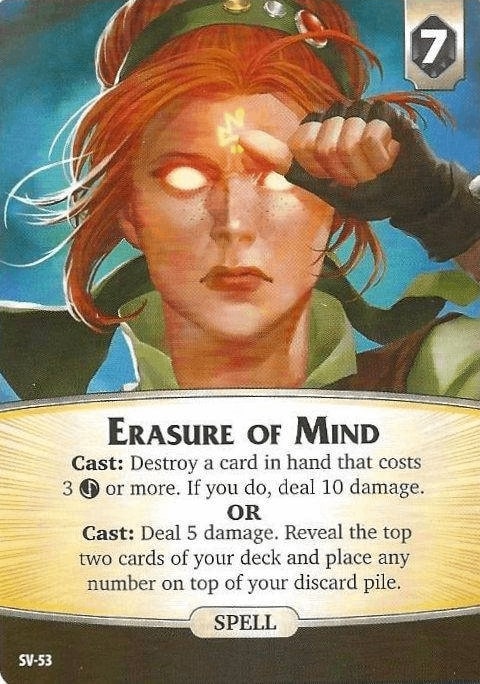 7
ERASURE OF MIND
Cast: Destroy a card in hand that costs
3 or more. If you do, deal 10 damage.
OR
Cast: Deal 5 damage. Reveal the top
two cards of your deck and place any
number on top of your discard pile.
SPELL
SV-53